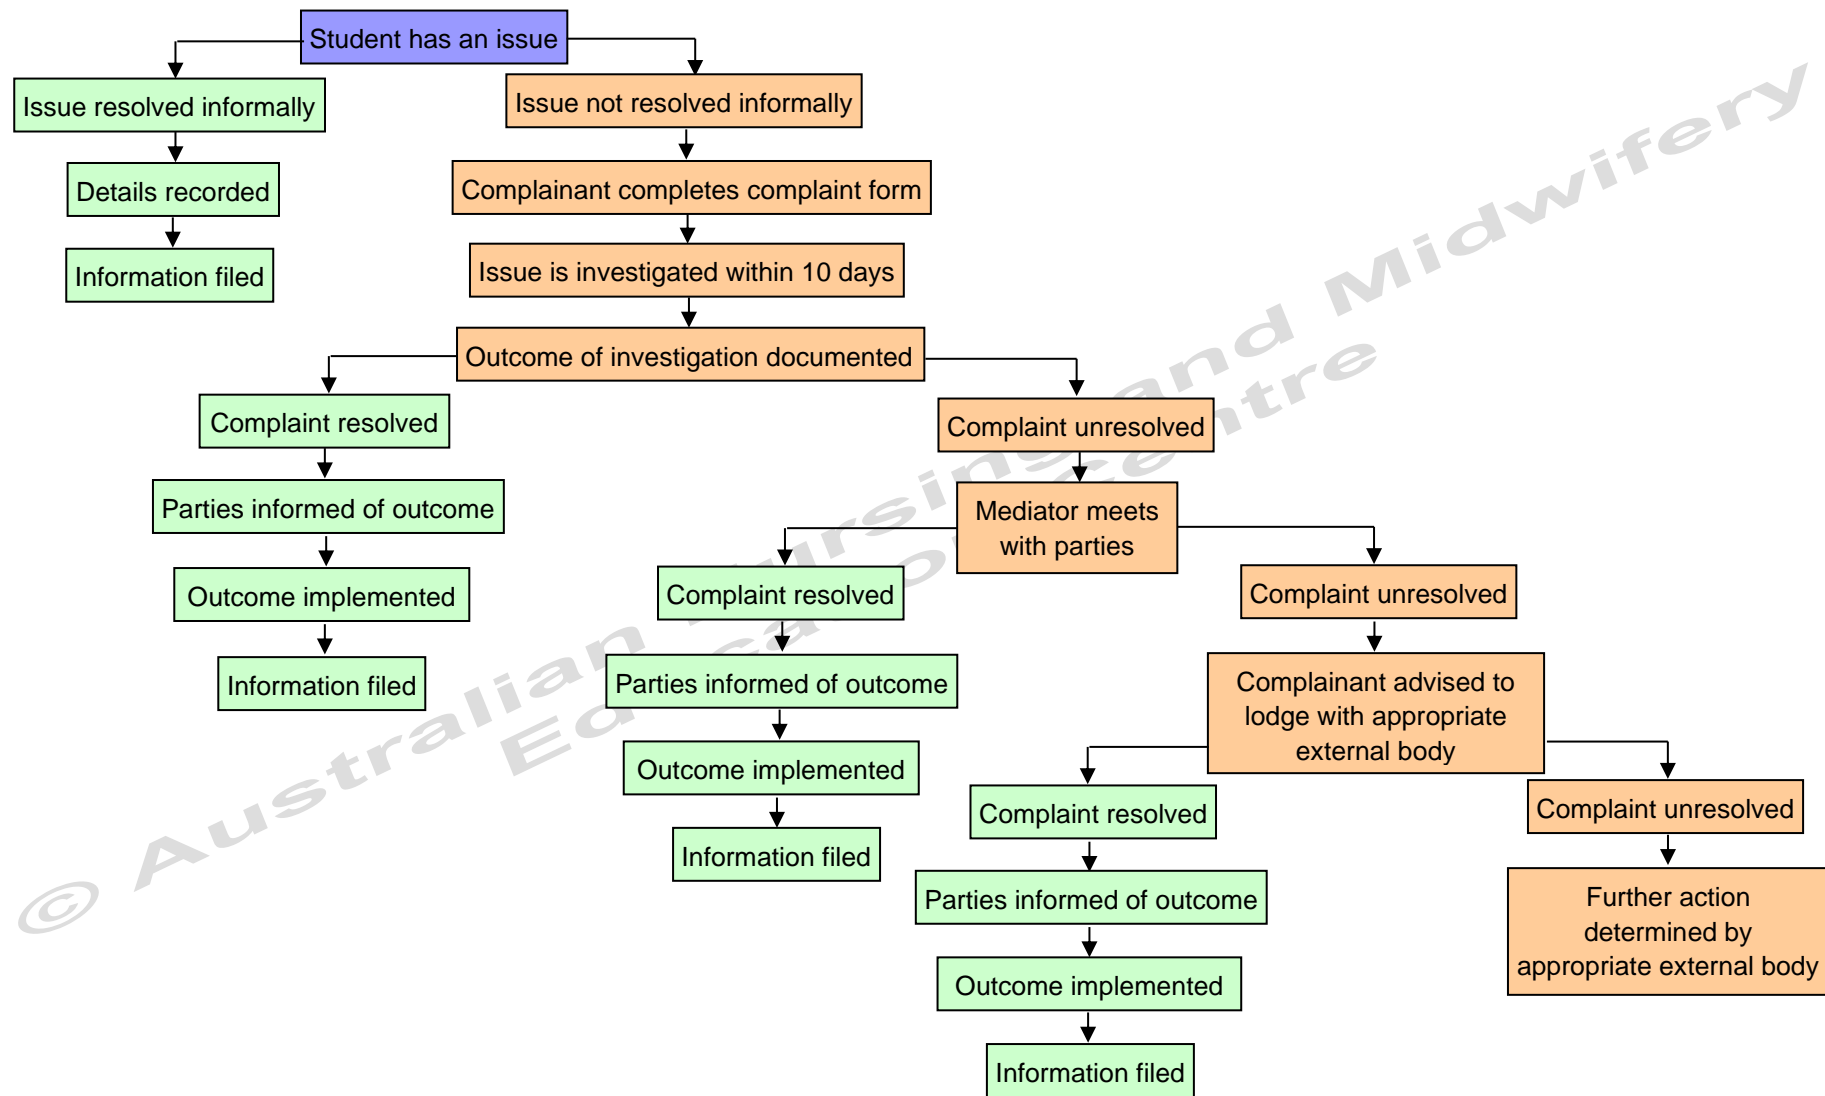 Student has an issue
Issue resolved informally
Issue not resolved informally
Details recorded
Complainant completes complaint form
Information filed
Issue is investigated within 10 days
Outcome of investigation documented
Complaint resolved
Complaint unresolved
Parties informed of outcome
Mediator meets
with parties
Outcome implemented
Complaint resolved
Complaint unresolved
Information filed
Parties informed of outcome
Complainant advised to
lodge with appropriate
external body
Outcome implemented
Complaint resolved
Complaint unresolved
Information filed
Parties informed of outcome
Further action
determined by
appropriate external body
Outcome implemented
Information filed
© Australian Nursing and Midwifery
Education Centre